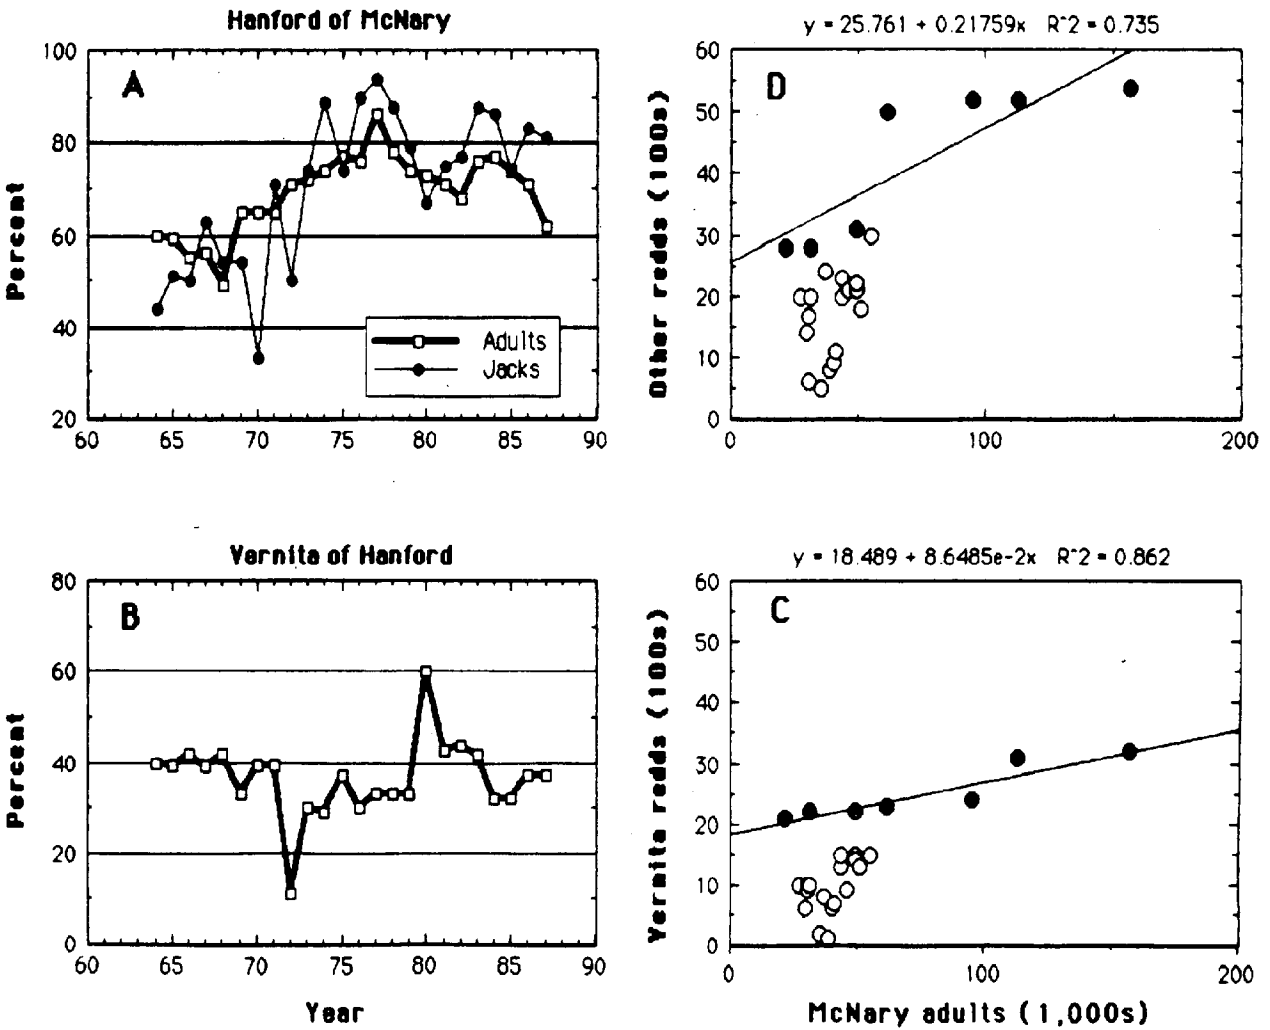 Hanford of McNary
A
100
80
60
40
20
Percent
Adults
Jacks
60 65 70 75 80 85 90
y = 25.761 + 0.21759x R^2 = 0.735
D
60
50
40
30
20
10
0
Other redds (100s)
0 100 200
Vernita of Hanford
B
80
60
40
20
0
Percent
60 65 70 75 80 85 90
Year
y = 18.489 + 8.6485e-2x R^2 = 0.862
C
60
50
40
30
20
10
0
Vernita redds (100s)
0 100 200
McNary adults (1,000s)